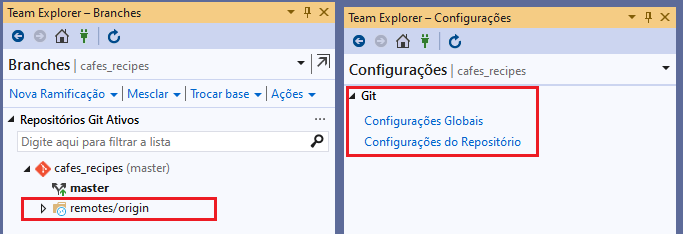 Team Explorer – Branches
Branches | cafes_recipes
Nova Ramificação | Mesclar | Trocar base | Ações
Repositórios Git Ativos
Digite aqui para filtrar a lista
cafes_recipes (master)
master
remotes/origin
Team Explorer – Configurações
Configurações | cafes_recipes
Git
Configurações Globais
Configurações do Repositório